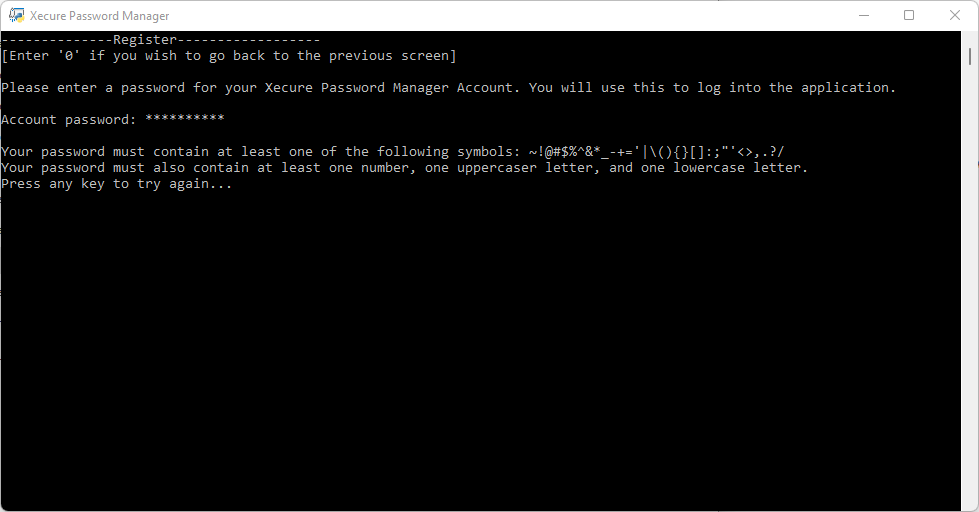 Xecure Password Manager
--------------Register------------------
[Enter '0' if you wish to go back to the previous screen]
Please enter a password for your Xecure Password Manager Account. You will use this to log into the application.
Account password: **********
Your password must contain at least one of the following symbols: ~!@#$%^&*_-+='|\(){}[]:;"'<>,.?/
Your password must also contain at least one number, one uppercaser letter, and one lowercase letter.
Press any key to try again...